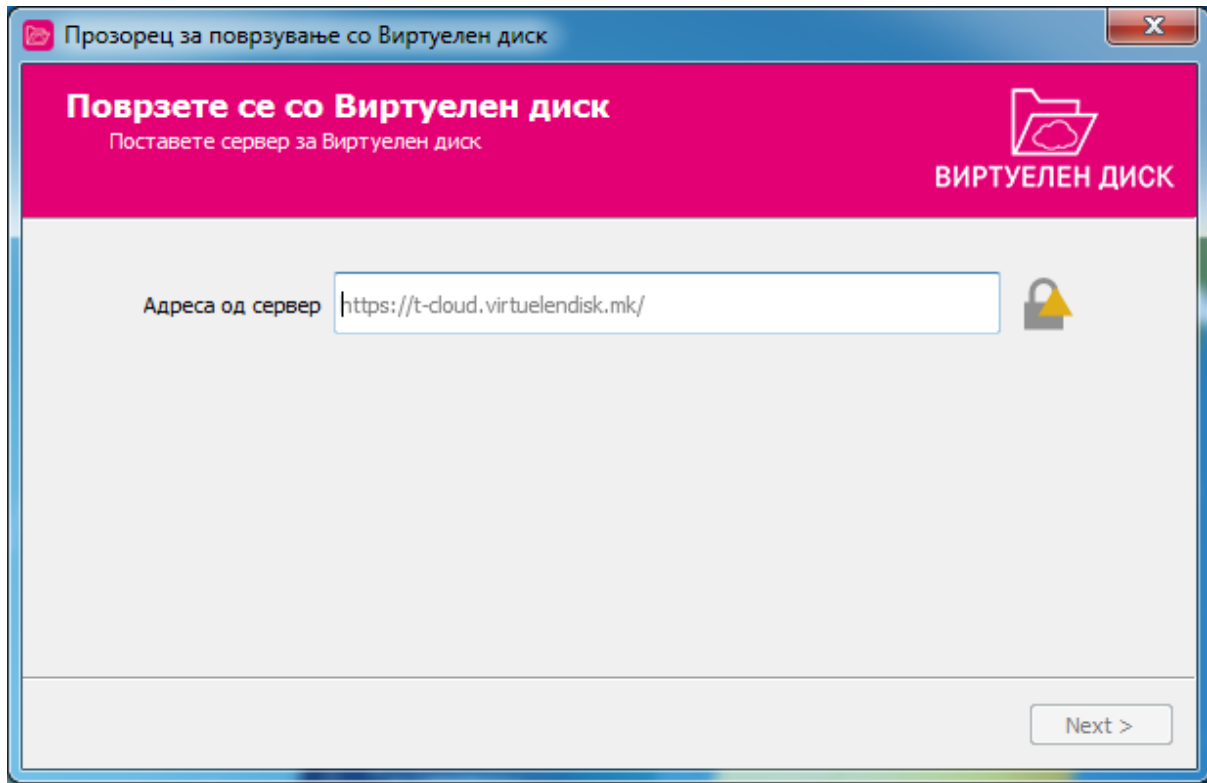 Прозорец за поврзување со Виртуелен диск
Поврзете се со Виртуелен диск
Поставете сервер за Виртуелен диск
ВИРТУЕЛЕН ДИСК
Адреса од сервер https://t-cloud.virtuelendisk.mk/
Next >